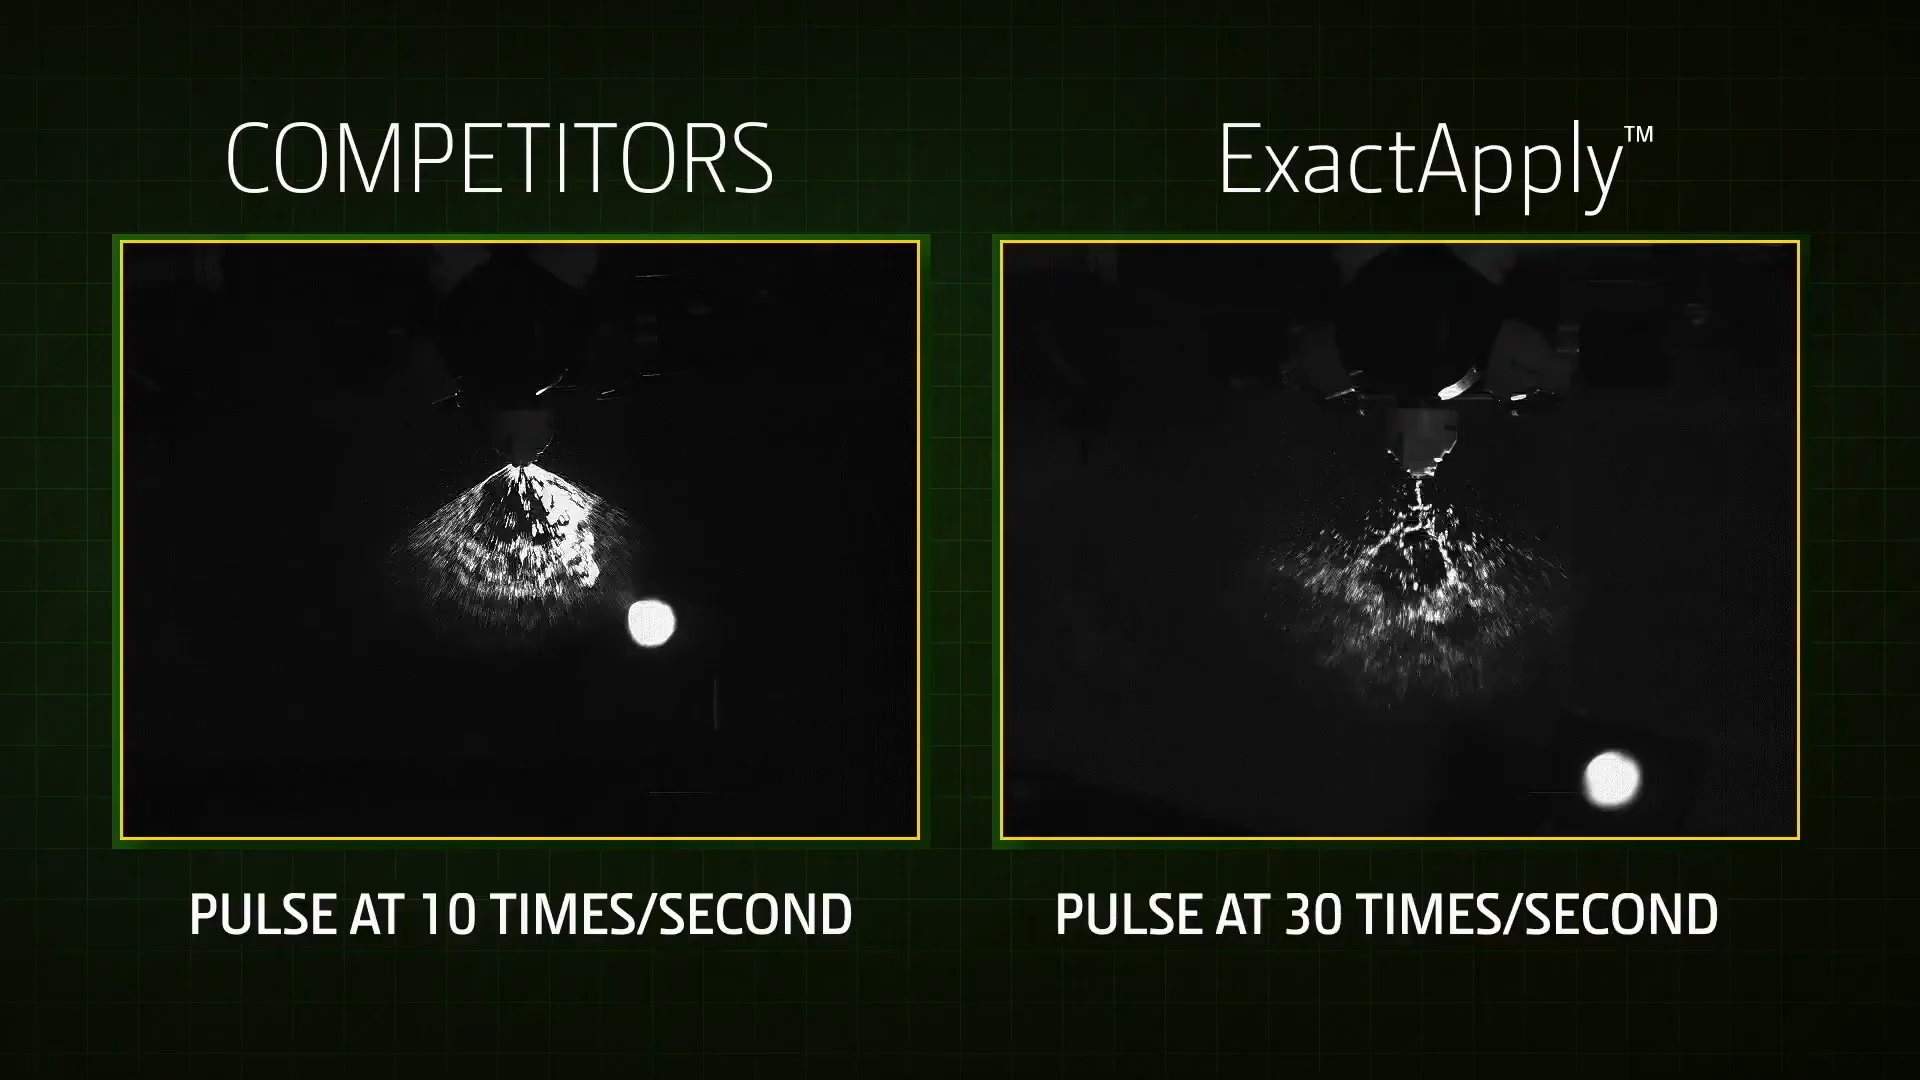 COMPETITORS
ExactApply™
PULSE AT 10 TIMES/SECOND
PULSE AT 30 TIMES/SECOND